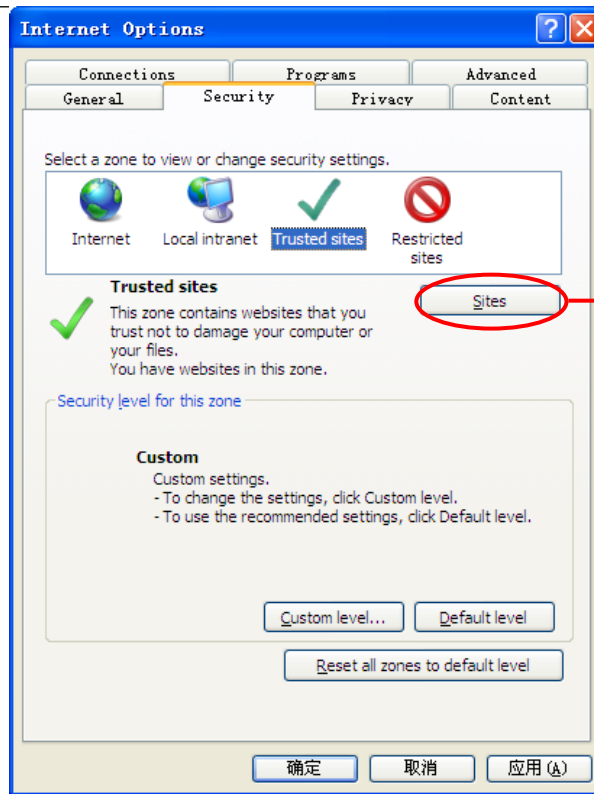 Internet Options
Connections Programs Advanced
General Security Privacy Content
Select a zone to view or change security settings.
Internet Local intranet Trusted sites Restricted sites
Trusted sites
Sites
This zone contains websites that you
trust not to damage your computer or
your files.
You have websites in this zone.
Security level for this zone
Custom
Custom settings.
- To change the settings, click Custom level.
- To use the recommended settings, click Default level.
Custom level... Default level
Reset all zones to default level
确定 取消 应用(A)